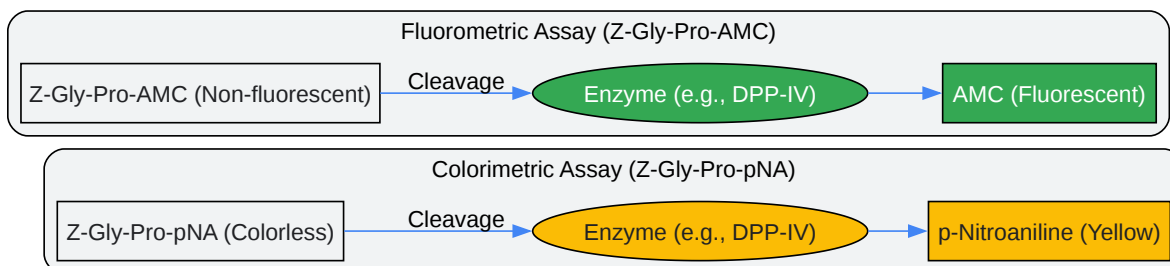 Fluorometric Assay (Z-Gly-Pro-AMC)
Z-Gly-Pro-AMC (Non-fluorescent)
Cleavage
Enzyme (e.g., DPP-IV)
AMC (Fluorescent)
Colorimetric Assay (Z-Gly-Pro-pNA)
Z-Gly-Pro-pNA (Colorless)
Cleavage
Enzyme (e.g., DPP-IV)
p-Nitroaniline (Yellow)